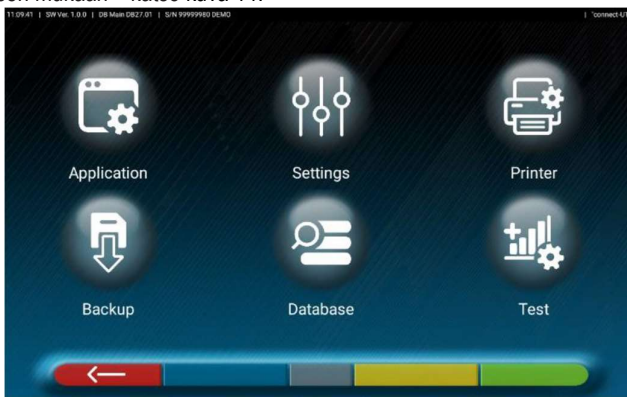 11:09:41 | SW Ver. 1.0.0 | DB Main DB27.01 | S/N 99999980 DEMO
Application
Settings
Printer
Backup
Database
Test